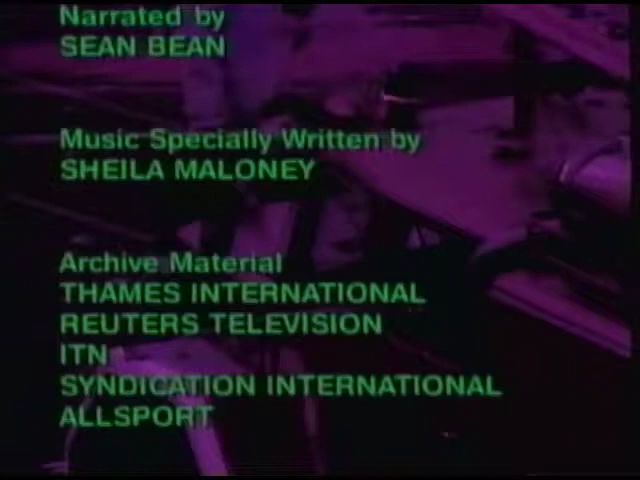 Narrated by
SEAN BEAN
Music Specially Written by
SHEILA MALONEY
Archive Material
THAMES INTERNATIONAL
REUTERS TELEVISION
ITN
SYNDICATION INTERNATIONAL
ALLSPORT